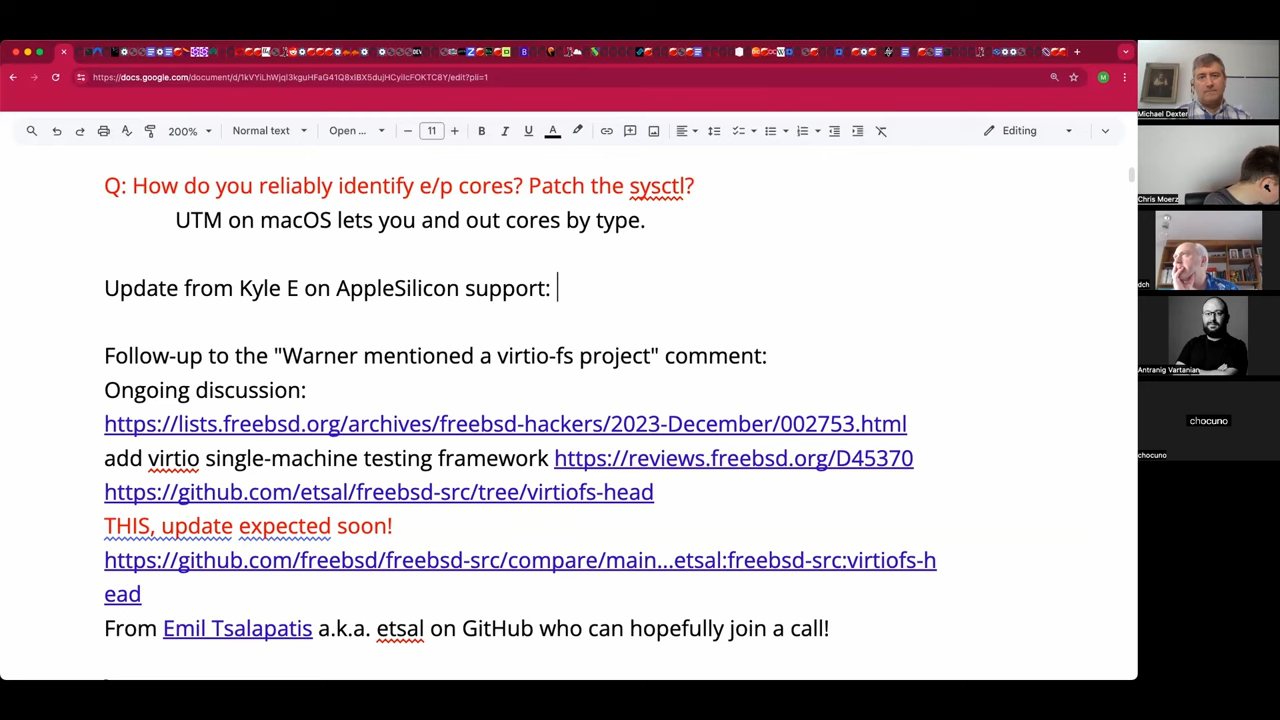 https://docs.google.com/document/d/1kVYiLhWjqI3kguHFaG41Q8xIBX5dujHCyiIcFOKTC8Y/edit?pli=1
M
200%
Normal text
Open ...
11
B
I
U
A
Editing
Q: How do you reliably identify e/p cores? Patch the sysctl?
UTM on macOS lets you and out cores by type.
Update from Kyle E on AppleSilicon support:
Follow-up to the "Warner mentioned a virtio-fs project" comment:
Ongoing discussion:
https://lists.freebsd.org/archives/freebsd-hackers/2023-December/002753.html
add virtio single-machine testing framework https://reviews.freebsd.org/D45370
https://github.com/etsal/freebsd-src/tree/virtiofs-head
THIS, update expected soon!
https://github.com/freebsd/freebsd-src/compare/main...etsal:freebsd-src:virtiofs-h
ead
From Emil Tsalapatis a.k.a. etsal on GitHub who can hopefully join a call!
Michael Dexter
Chris Moerz
dch
Antranig Vartanian
chocuno
chocuno